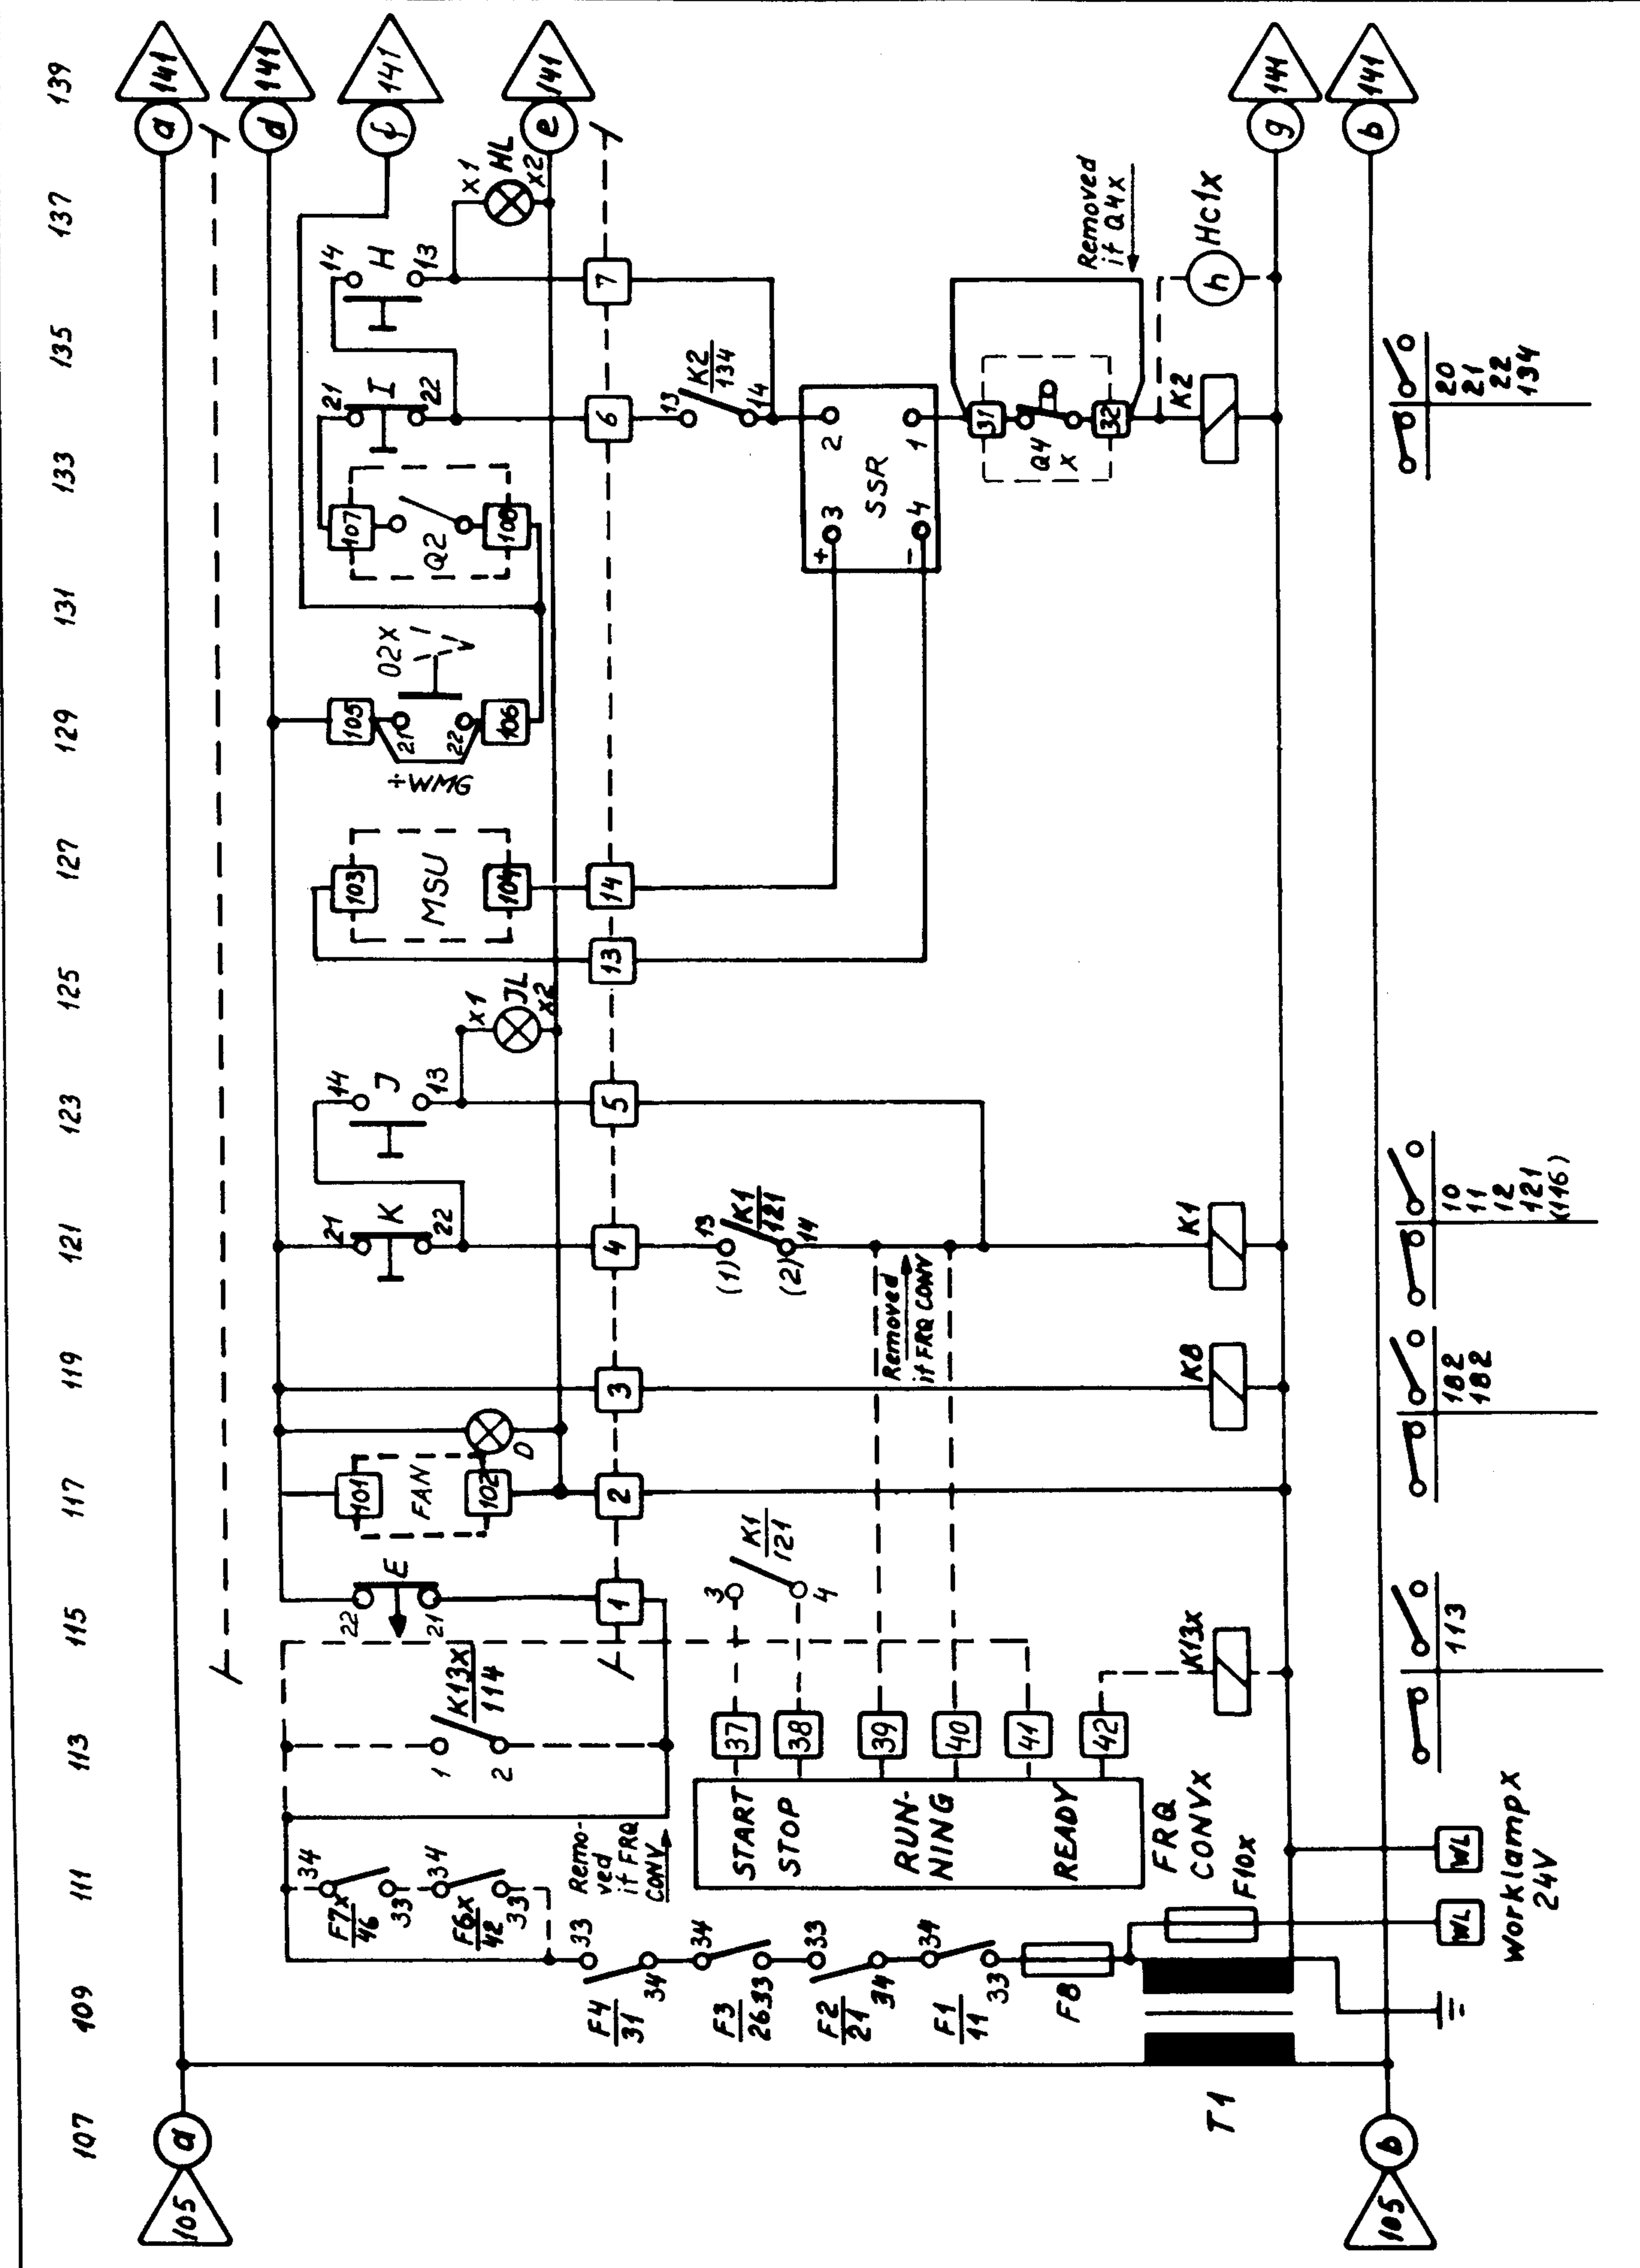 107 109 111 113 115 117 119 121 123 125 127 129 131 133 135 137 139
105 a
a 141
d 141
f 141
e 141
g 141
b 141
105 b
T1
F8
F10x
Worklampx
24V
WL
WL
F1
11
33
34
F2
21
34
33
F3
26
33
34
F4
31
34
33
F6x
42
33
34
F7x
46
33
34
Remo-
ved
if FRQ
CONV
K13x
114
1
2
START
STOP
RUN-
NING
READY
FRQ
CONVX
37
38
39
40
41
42
K13x
113
E
22
21
1
K1
121
3
4
101
FAN
102
D
2
3
K8
182
182
Removed
if FRQ CONV
K
21
22
4
13
(1)
K1
121
14
(2)
K1
10
11
12
121
(116)
J
14
13
5
x1
JL
x2
103
MSU
104
13
14
105
21
O2X
22
106
÷WMG
107
Q2
108
I
21
22
6
13
K2
134
14
H
14
13
7
x1
HL
x2
+
3
2
SSR
-
4
1
31
Q4
X
32
Removed
if Q4x
K2
h
Hc1x
20
21
22
134